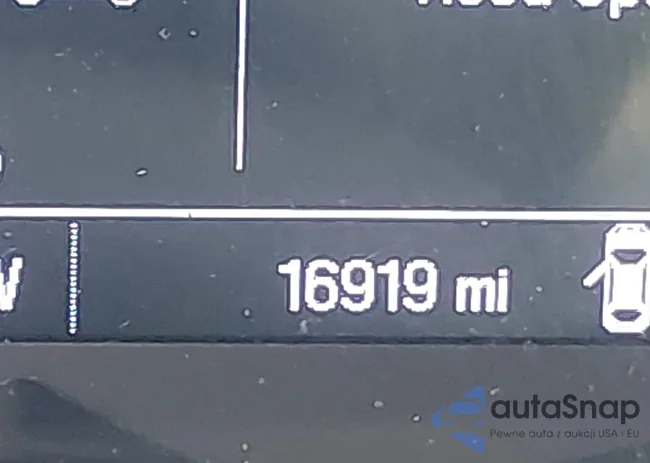 16919 mi
autaSnap
Pewne auta z aukcji USA i EU